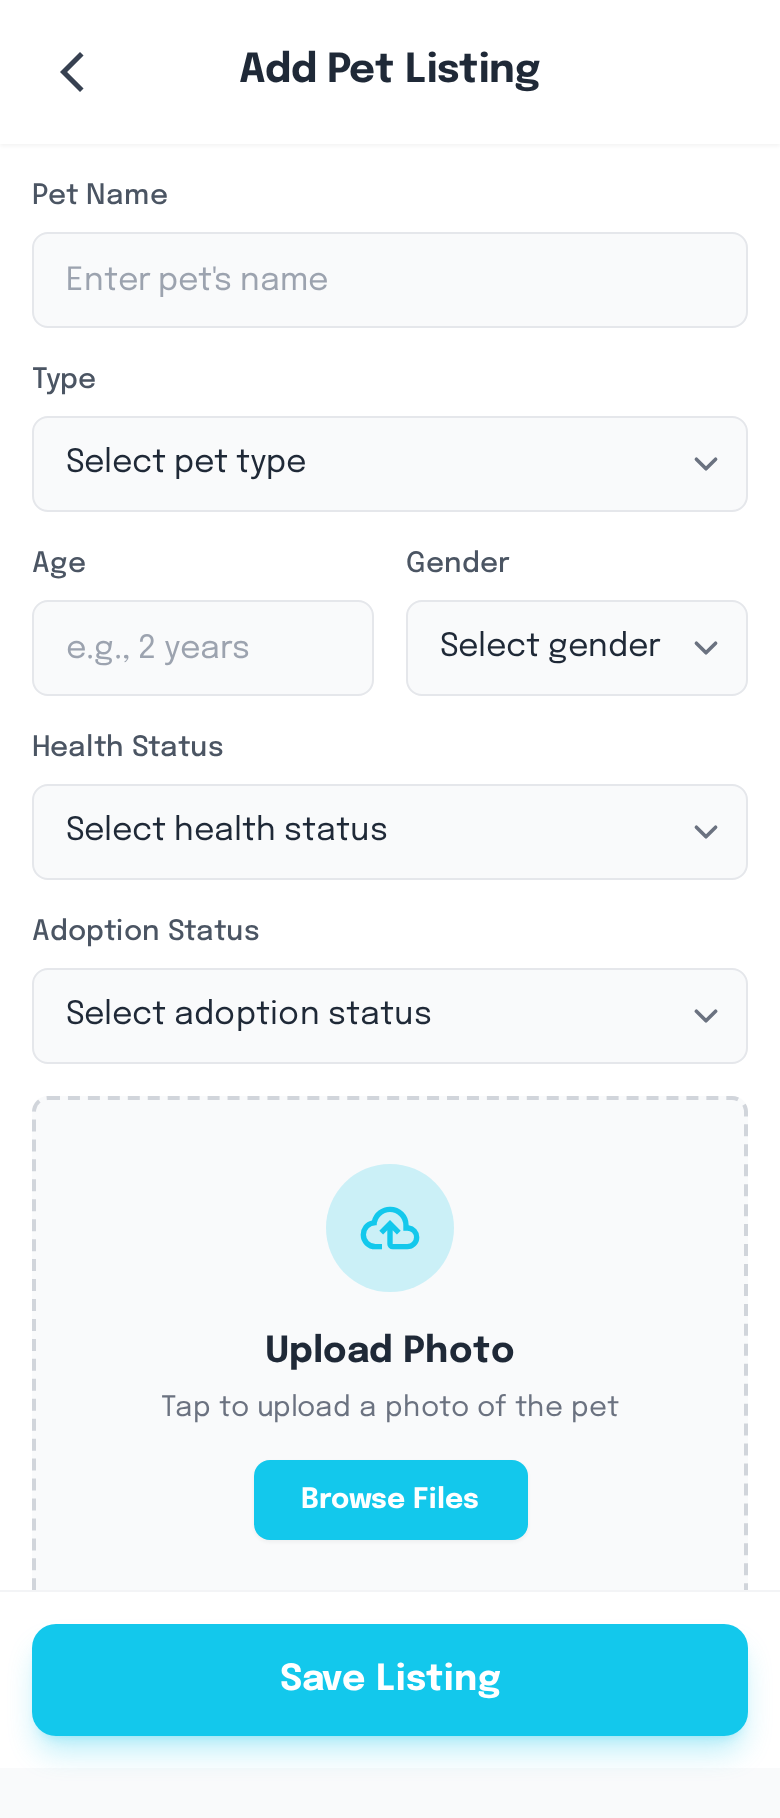 Add Pet Listing
Pet Name
Enter pet's name
Type
Select pet type
Age
Gender
e.g., 2 years
Select gender
Health Status
Select health status
Adoption Status
Select adoption status
Upload Photo
Tap to upload a photo of the pet
Browse Files
Save Listing